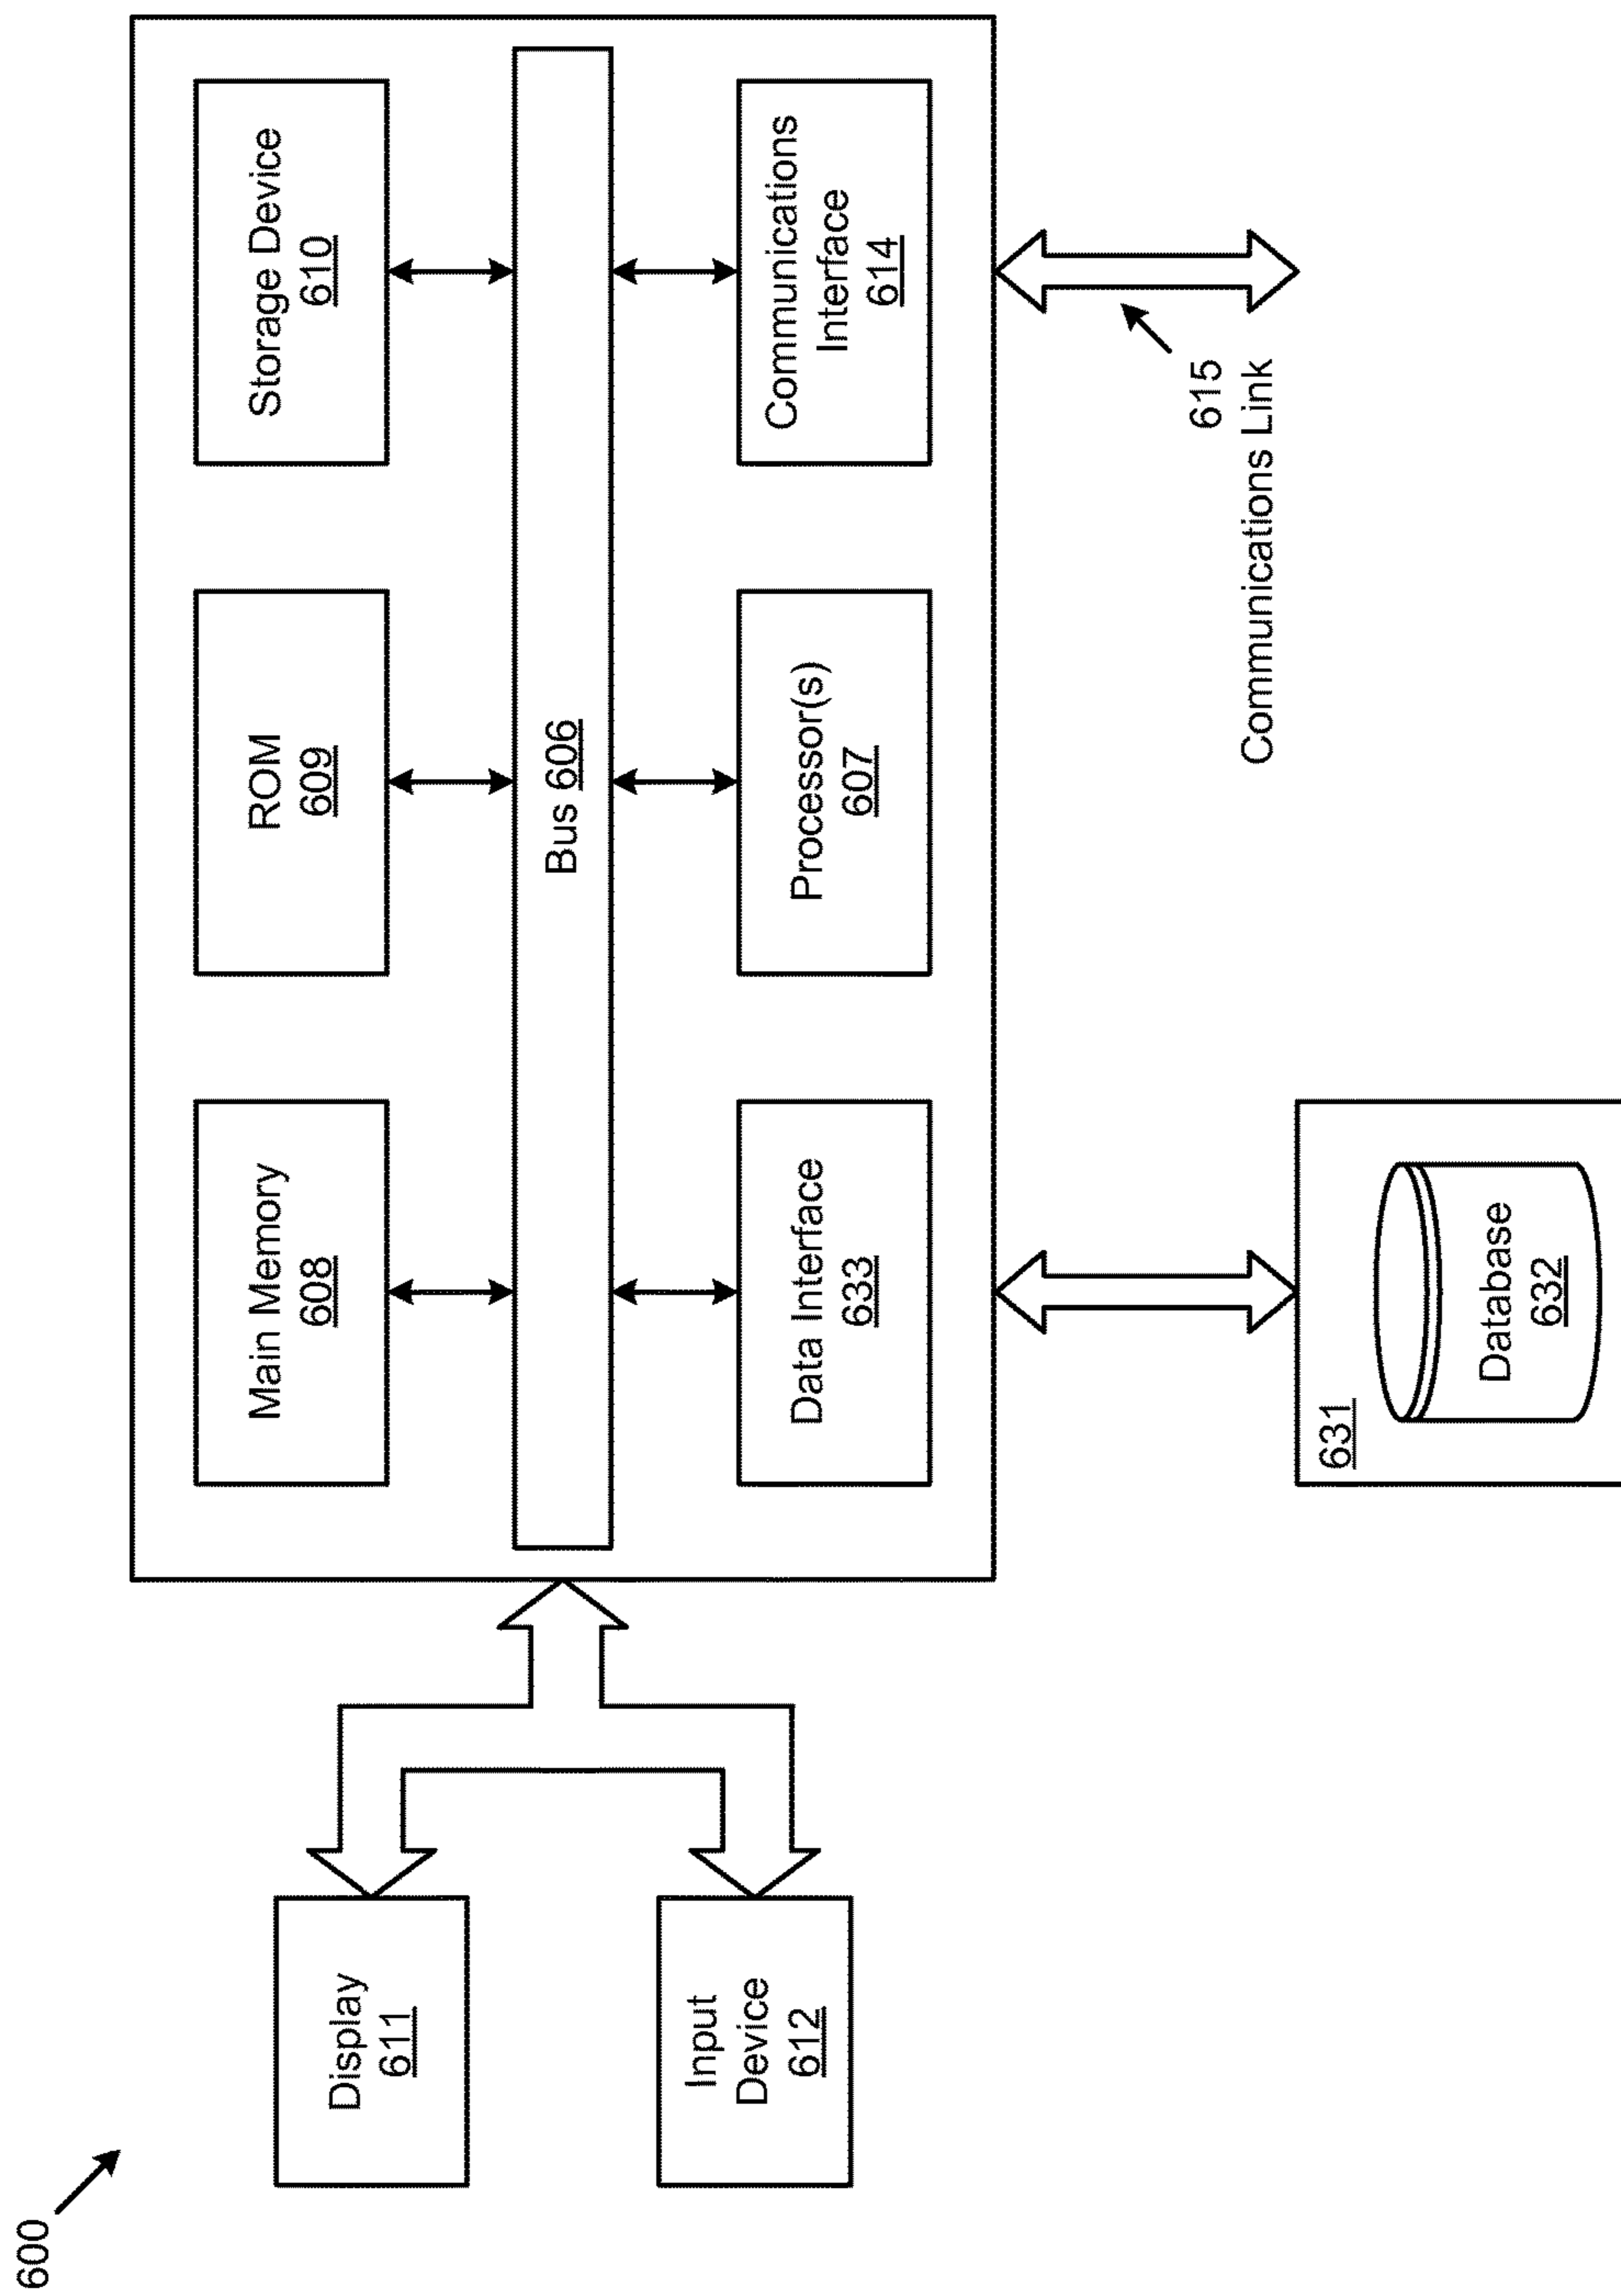 600
Display
611
Input
Device
612
Main Memory
608
ROM
609
Storage Device
610
Bus 606
Data Interface
633
Processor(s)
607
Communications
Interface
614
631
Database
632
615
Communications Link